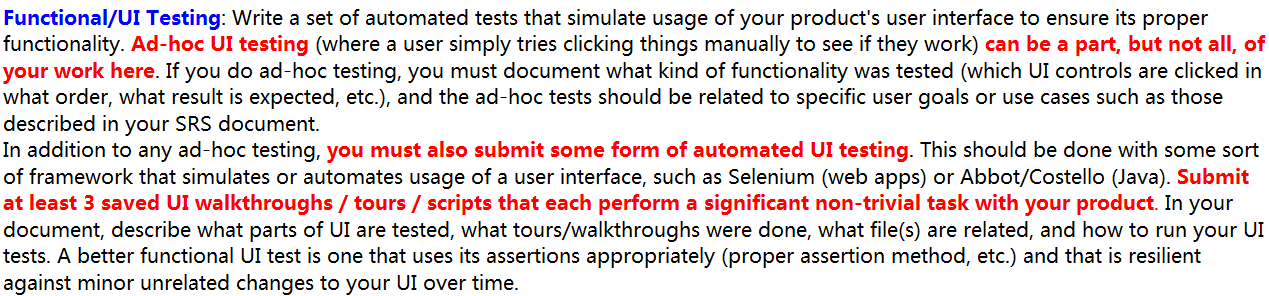 Functional/UI Testing: Write a set of automated tests that simulate usage of your product's user interface to ensure its proper
functionality. Ad-hoc UI testing (where a user simply tries clicking things manually to see if they work) can be a part, but not all, of
your work here. If you do ad-hoc testing, you must document what kind of functionality was tested (which UI controls are clicked in
what order, what result is expected, etc.), and the ad-hoc tests should be related to specific user goals or use cases such as those
described in your SRS document.
In addition to any ad-hoc testing, you must also submit some form of automated UI testing. This should be done with some sort
of framework that simulates or automates usage of a user interface, such as Selenium (web apps) or Abbot/Costello (Java). Submit
at least 3 saved UI walkthroughs / tours / scripts that each perform a significant non-trivial task with your product. In your
document, describe what parts of UI are tested, what tours/walkthroughs were done, what file(s) are related, and how to run your UI
tests. A better functional UI test is one that uses its assertions appropriately (proper assertion method, etc.) and that is resilient
against minor unrelated changes to your UI over time.